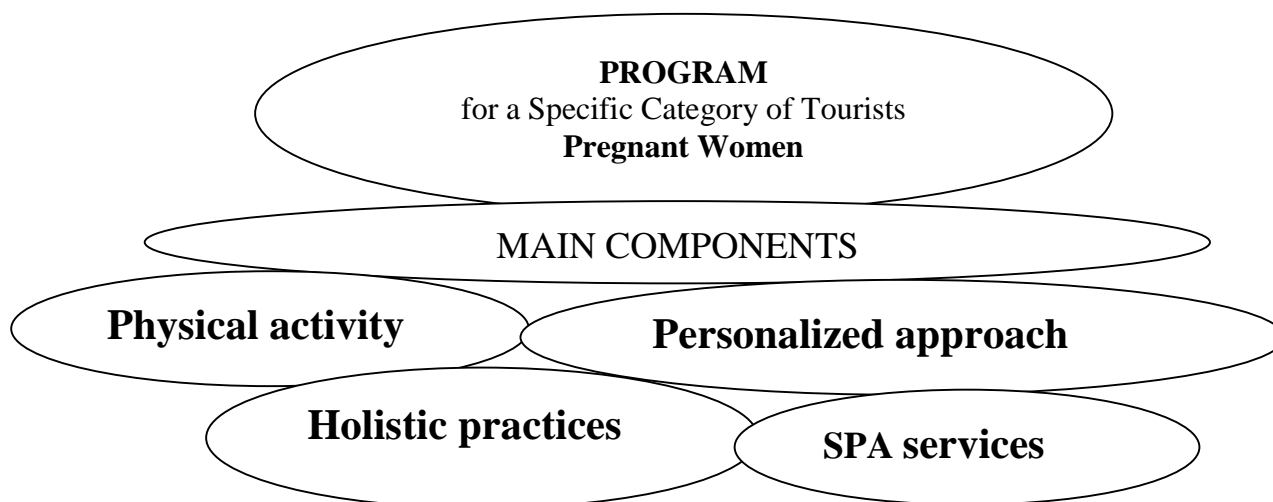 PROGRAM
for a Specific Category of Tourists
Pregnant Women
MAIN COMPONENTS
Physical activity
Personalized approach
Holistic practices
SPA services